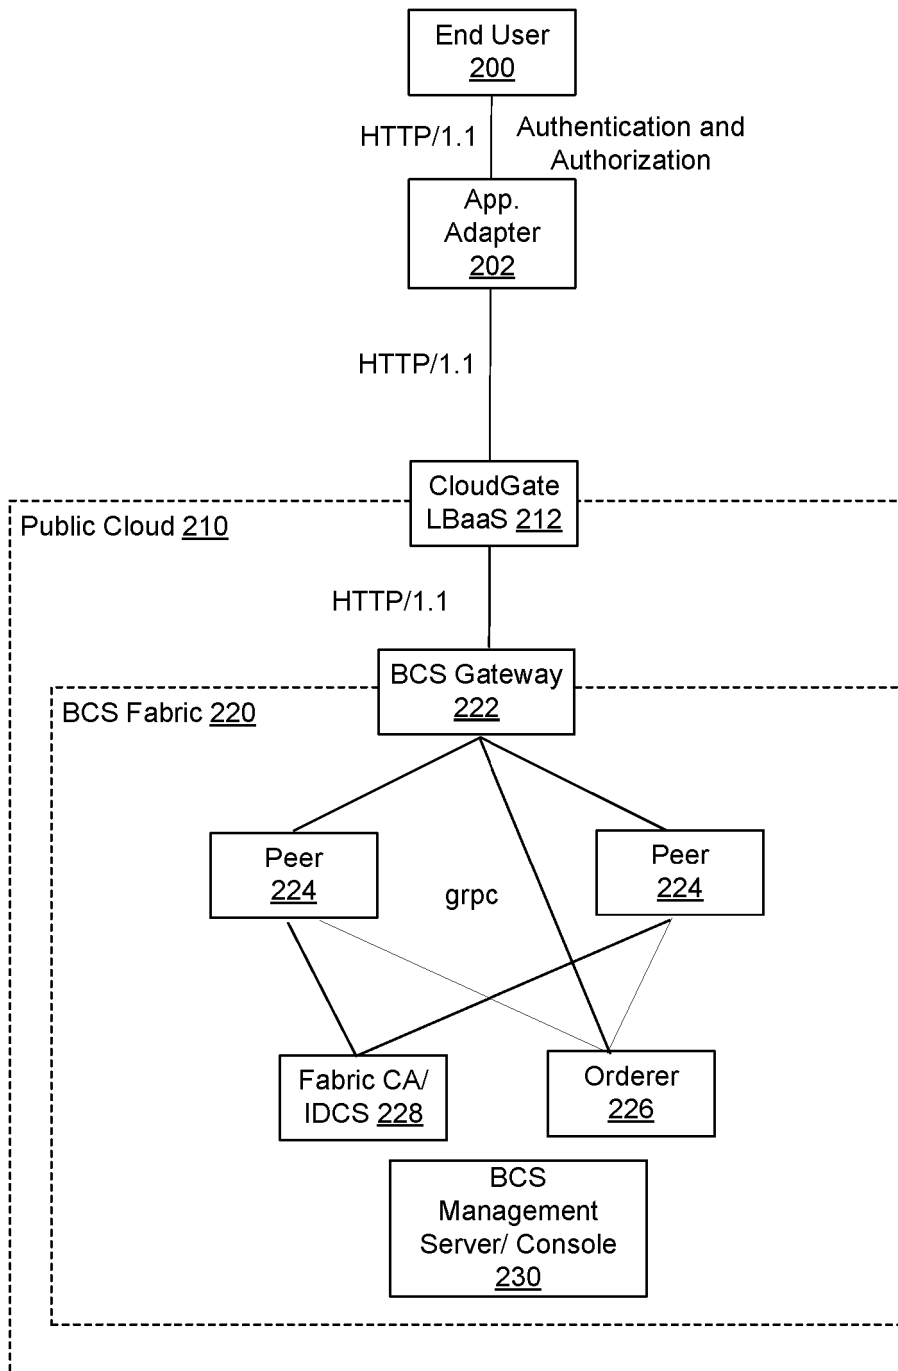 End User
200
HTTP/1.1
Authentication and
Authorization
App.
Adapter
202
HTTP/1.1
CloudGate
LBaaS 212
Public Cloud 210
HTTP/1.1
BCS Gateway
222
BCS Fabric 220
Peer
224
Peer
224
grpc
Fabric CA/
IDCS 228
Orderer
226
BCS
Management
Server/ Console
230